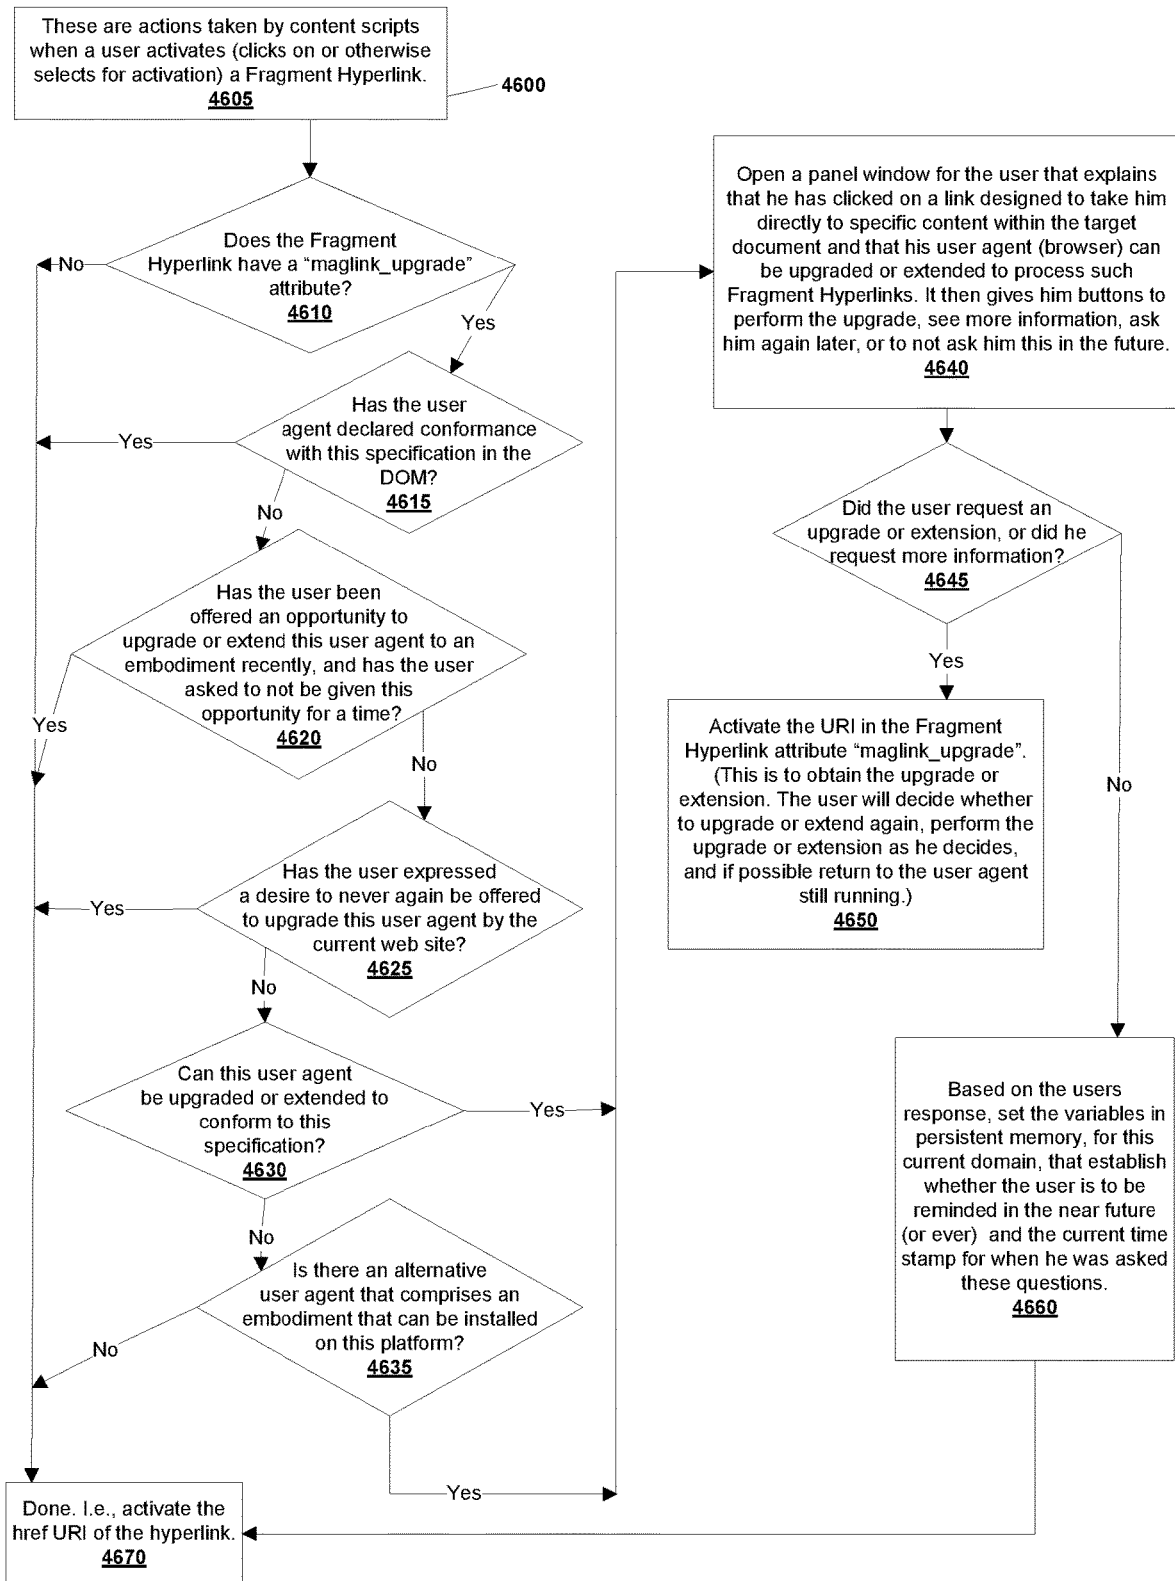 These are actions taken by content scripts
when a user activates (clicks on or otherwise
selects for activation) a Fragment Hyperlink.
4605
4600
Does the Fragment
Hyperlink have a “maglink_upgrade”
attribute?
4610
No
Yes
Has the user
agent declared conformance
with this specification in the
DOM?
4615
Yes
No
Has the user been
offered an opportunity to
upgrade or extend this user agent to an
embodiment recently, and has the user
asked to not be given this
opportunity for a time?
4620
Yes
No
Has the user expressed
a desire to never again be offered
to upgrade this user agent by the
current web site?
4625
Yes
No
Can this user agent
be upgraded or extended to
conform to this
specification?
4630
Yes
No
Is there an alternative
user agent that comprises an
embodiment that can be installed
on this platform?
4635
No
Yes
Open a panel window for the user that explains
that he has clicked on a link designed to take him
directly to specific content within the target
document and that his user agent (browser) can
be upgraded or extended to process such
Fragment Hyperlinks. It then gives him buttons to
perform the upgrade, see more information, ask
him again later, or to not ask him this in the future.
4640
Did the user request an
upgrade or extension, or did he
request more information?
4645
Yes
No
Activate the URI in the Fragment
Hyperlink attribute “maglink_upgrade”.
(This is to obtain the upgrade or
extension. The user will decide whether
to upgrade or extend again, perform the
upgrade or extension as he decides,
and if possible return to the user agent
still running.)
4650
Based on the users
response, set the variables in
persistent memory, for this
current domain, that establish
whether the user is to be
reminded in the near future
(or ever) and the current time
stamp for when he was asked
these questions.
4660
Done. I.e., activate the
href URI of the hyperlink.
4670